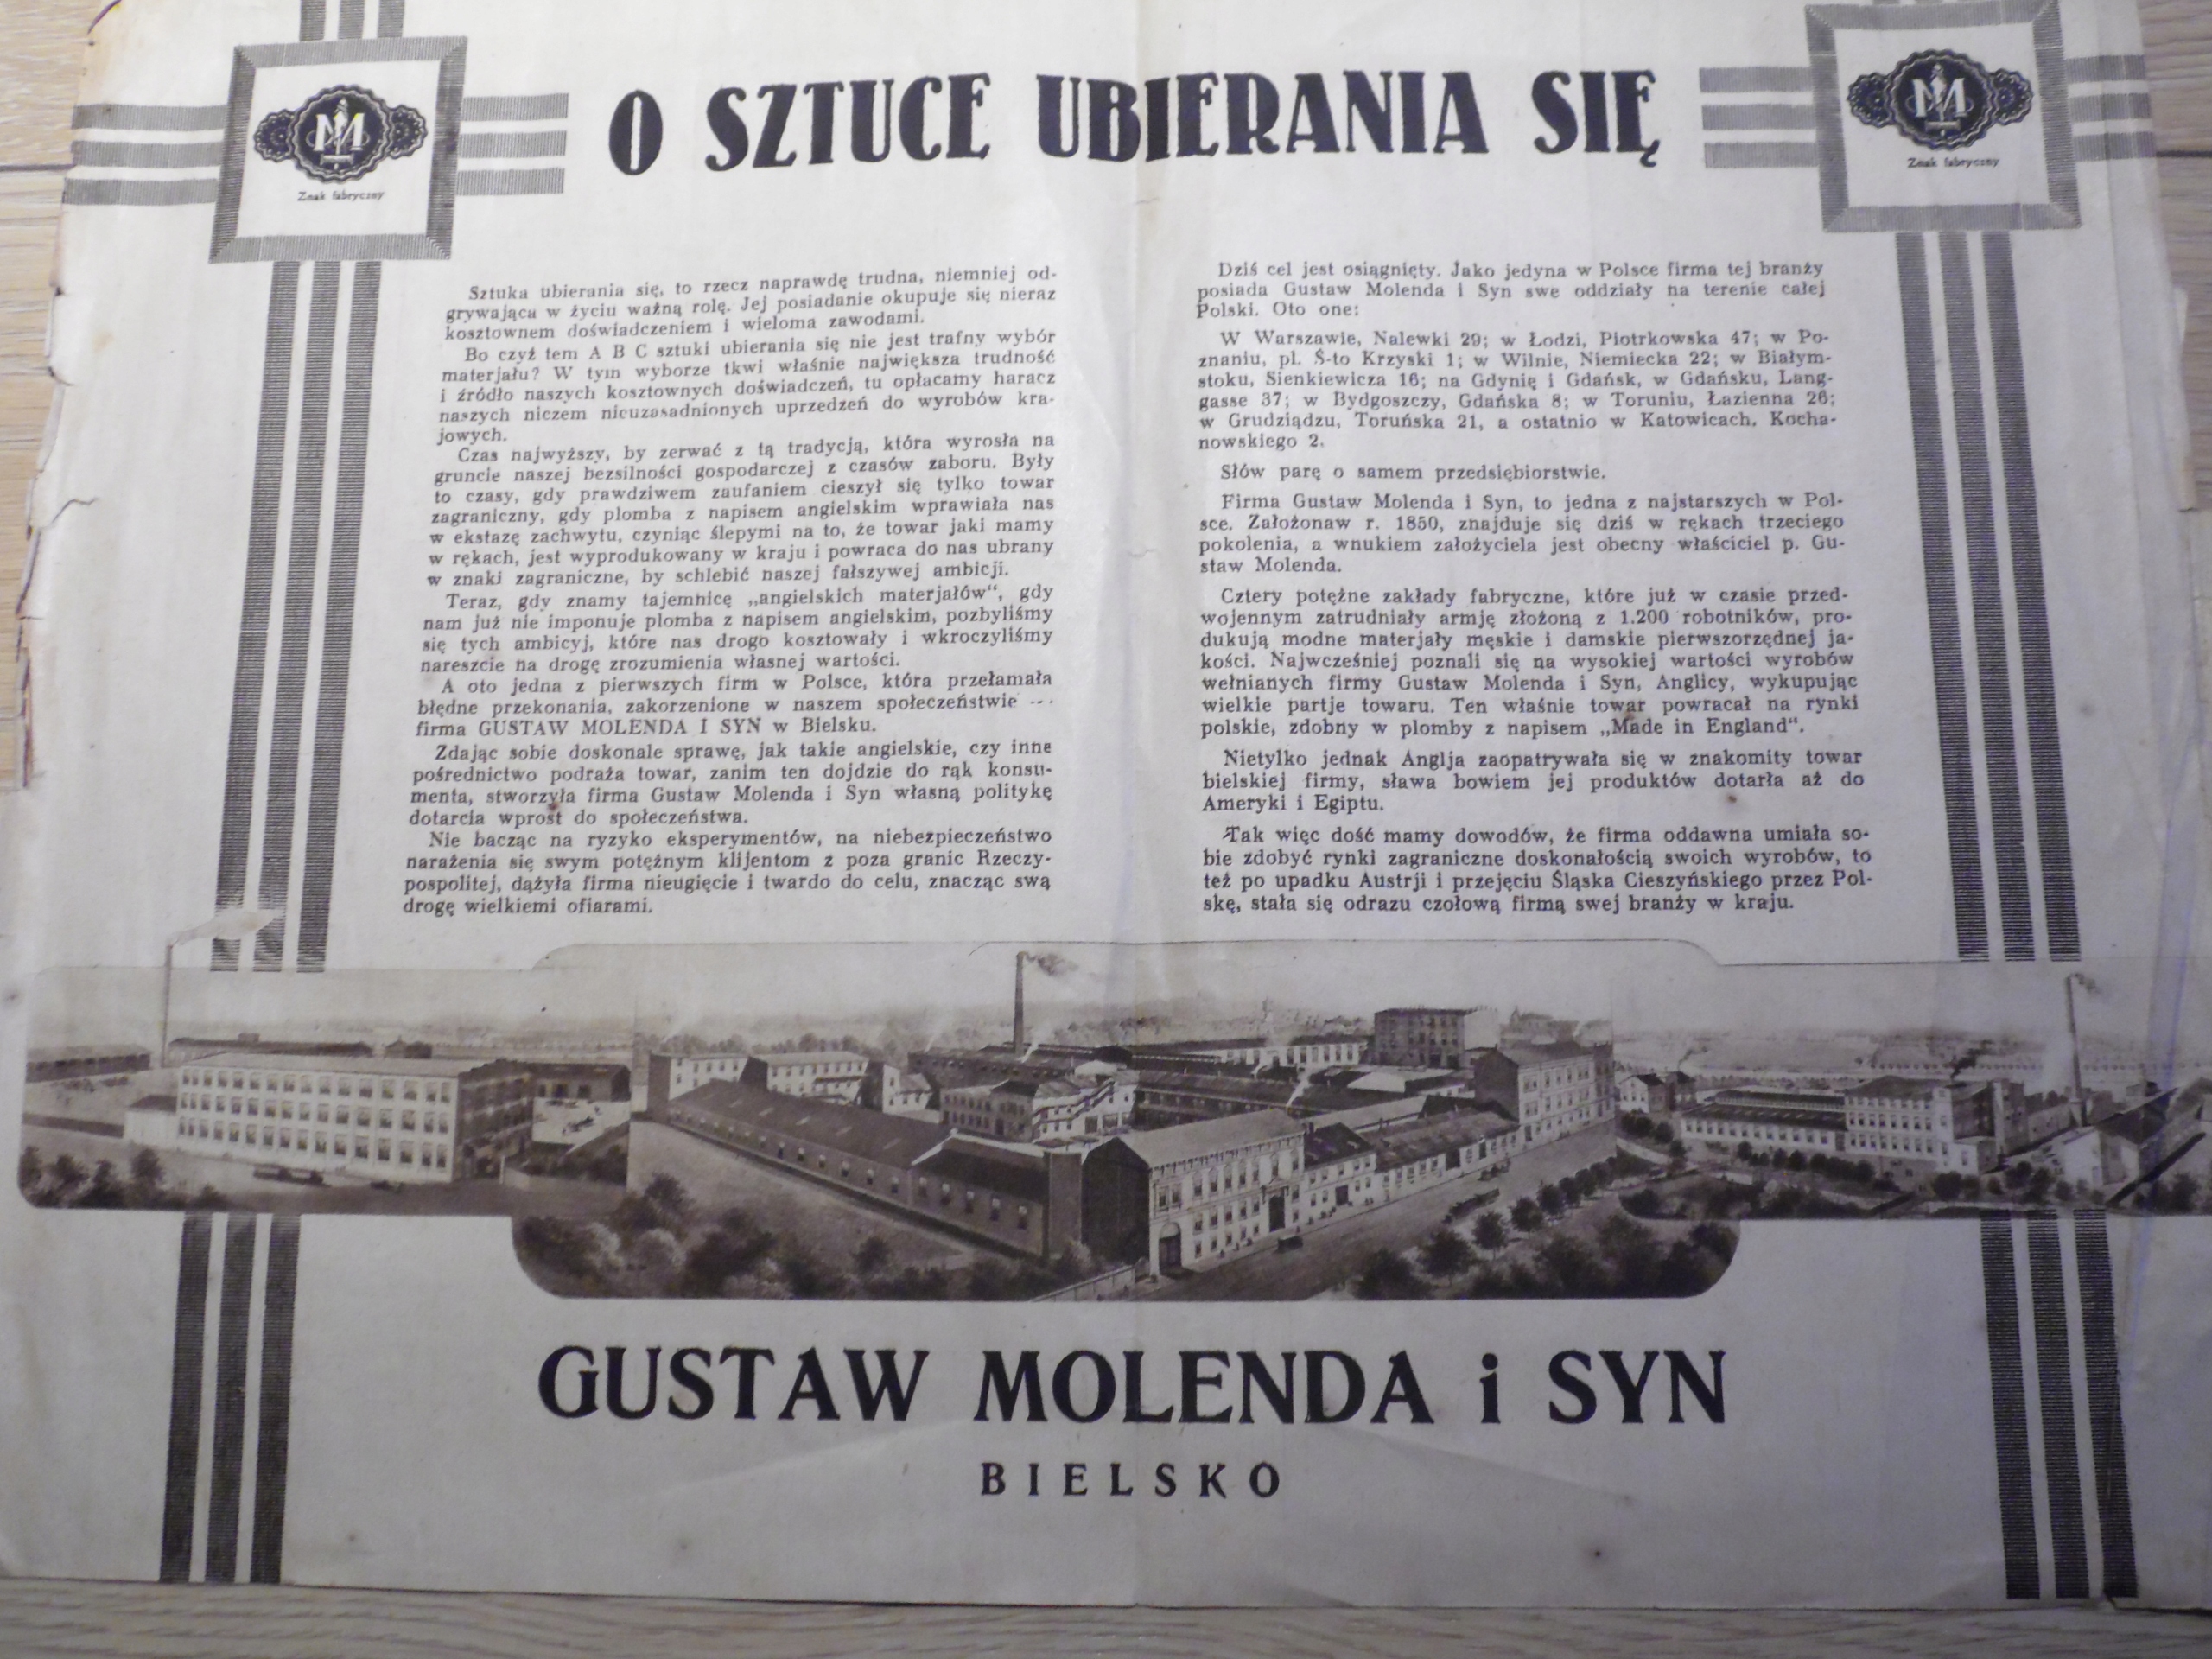 O SZTUCE UBIERANIA SIĘ
M
Znak fabryczny
M
Znak fabryczny
Sztuka ubierania się, to rzecz naprawdę trudna, niemniej od-
grywająca w życiu ważną rolę. Jej posiadanie okupuje się nieraz
kosztownem doświadczeniem i wieloma zawodami.
Bo czyż tem A B C sztuki ubierania się nie jest trafny wybór
materjału? W tym wyborze tkwi właśnie największa trudność
i źródło naszych kosztownych doświadczeń, tu opłacamy haracz
naszych niczem nieuzasadnionych uprzedzeń do wyrobów kra-
jowych.
Czas najwyższy, by zerwać z tą tradycją, która wyrosła na
gruncie naszej bezsilności gospodarczej z czasów zaboru. Były
to czasy, gdy prawdziwem zaufaniem cieszył się tylko towar
zagraniczny, gdy plomba z napisem angielskim wprawiała nas
w ekstazę zachwytu, czyniąc ślepymi na to, że towar jaki mamy
w rękach, jest wyprodukowany w kraju i powraca do nas ubrany
w znaki zagraniczne, by schlebić naszej fałszywej ambicji.
Teraz, gdy znamy tajemnicę „angielskich materjałów“, gdy
nam już nie imponuje plomba z napisem angielskim, pozbyliśmy
się tych ambicyj, które nas drogo kosztowały i wkroczyliśmy
nareszcie na drogę zrozumienia własnej wartości.
A oto jedna z pierwszych firm w Polsce, która przełamała
błędne przekonania, zakorzenione w naszem społeczeństwie —
firma GUSTAW MOLENDA I SYN w Bielsku.
Zdając sobie doskonale sprawę, jak takie angielskie, czy inne
pośrednictwo podraża towar, zanim ten dojdzie do rąk konsu-
menta, stworzyła firma Gustaw Molenda i Syn własną politykę
dotarcia wprost do społeczeństwa.
Nie bacząc na ryzyko eksperymentów, na niebezpieczeństwo
narażenia się swym potężnym klijentom z poza granic Rzeczy-
pospolitej, dążyła firma nieugięcie i twardo do celu, znacząc swą
drogę wielkiemi ofiarami.
Dziś cel jest osiągnięty. Jako jedyna w Polsce firma tej branży
posiada Gustaw Molenda i Syn swe oddziały na terenie całej
Polski. Oto one:
W Warszawie, Nalewki 29; w Łodzi, Piotrkowska 47; w Po-
znaniu, pl. Ś-to Krzyski 1; w Wilnie, Niemiecka 22; w Białym-
stoku, Sienkiewicza 16; na Gdynię i Gdańsk, w Gdańsku, Lang-
gasse 37; w Bydgoszczy, Gdańska 8; w Toruniu, Łazienna 26;
w Grudziądzu, Toruńska 21, a ostatnio w Katowicach, Kocha-
nowskiego 2.
Słów parę o samem przedsiębiorstwie.
Firma Gustaw Molenda i Syn, to jedna z najstarszych w Pol-
sce. Założonaw r. 1850, znajduje się dziś w rękach trzeciego
pokolenia, a wnukiem założyciela jest obecny właściciel p. Gu-
staw Molenda.
Cztery potężne zakłady fabryczne, które już w czasie przed-
wojennym zatrudniały armję złożoną z 1.200 robotników, pro-
dukują modne materjały męskie i damskie pierwszorzędnej ja-
kości. Najwcześniej poznali się na wysokiej wartości wyrobów
wełnianych firmy Gustaw Molenda i Syn, Anglicy, wykupując
wielkie partje towaru. Ten właśnie towar powracał na rynki
polskie, zdobny w plomby z napisem „Made in England“.
Nietylko jednak Anglja zaopatrywała się w znakomity towar
bielskiej firmy, sława bowiem jej produktów dotarła aż do
Ameryki i Egiptu.
Tak więc dość mamy dowodów, że firma oddawna umiała so-
bie zdobyć rynki zagraniczne doskonałością swoich wyrobów, to
też po upadku Austrji i przejęciu Śląska Cieszyńskiego przez Pol-
skę, stała się odrazu czołową firmą swej branży w kraju.
GUSTAW MOLENDA i SYN
BIELSKO